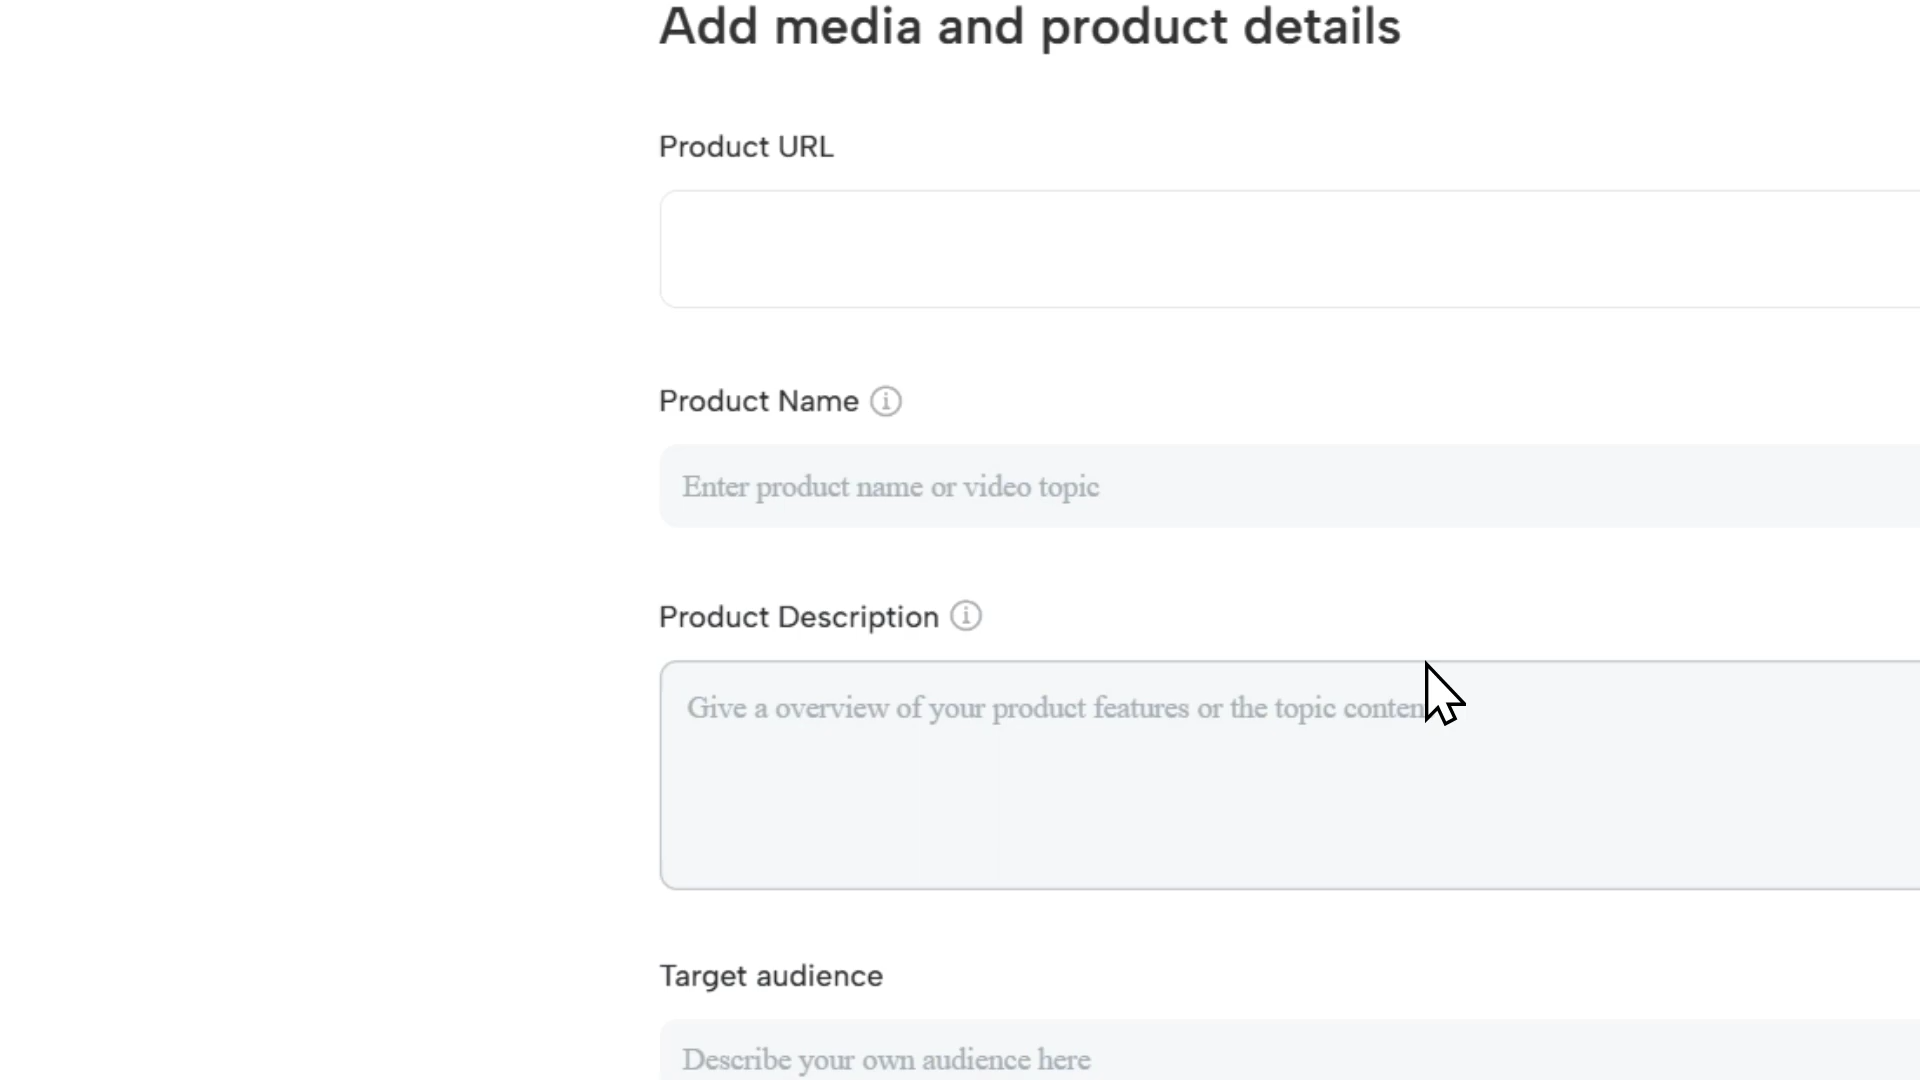 Add media and product details
Product URL
Product Name
Enter product name or video topic
Product Description
Give a overview of your product features or the topic conten
Target audience
Describe your own audience here